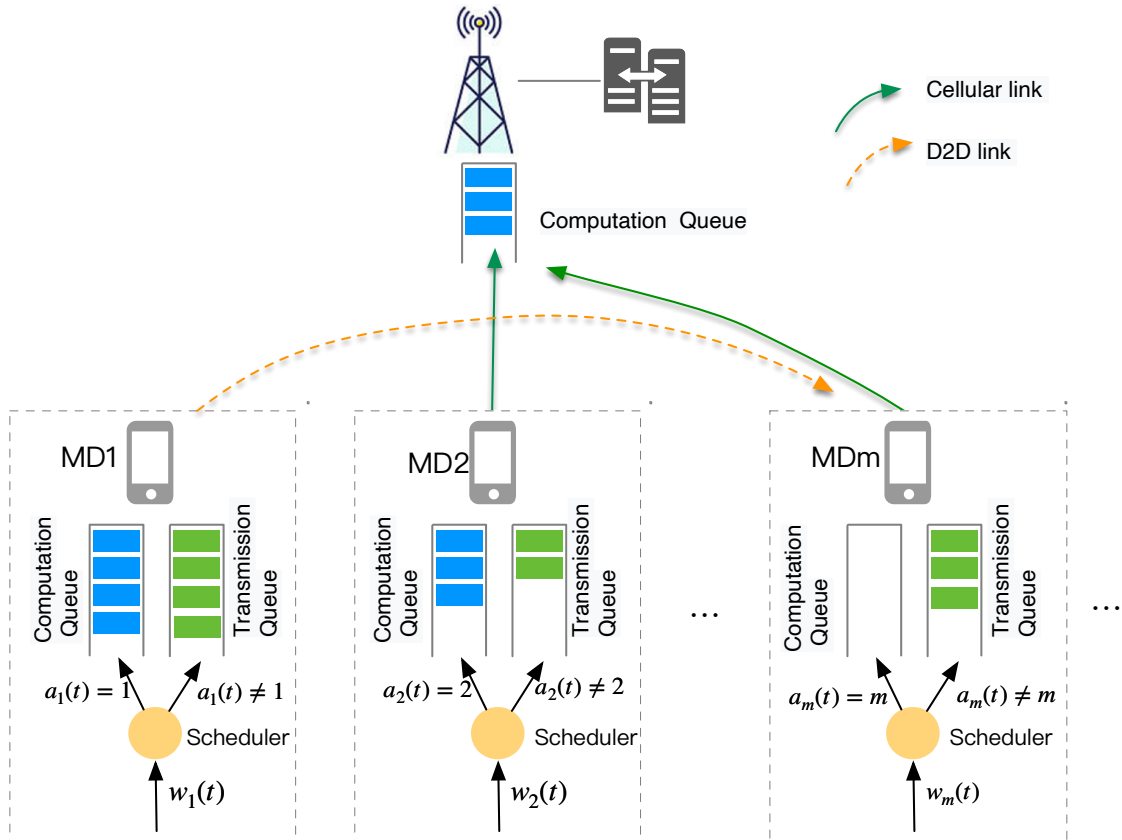 Cellular link
D2D link
Computation Queue
MD1
MD2
MDm
Computation
Queue
Transmission
Queue
Computation
Queue
Transmission
Queue
...
Computation
Queue
Transmission
Queue
...
a₁(t) = 1
a₁(t) ≠ 1
a₂(t) = 2
a₂(t) ≠ 2
aₘ(t) = m
aₘ(t) ≠ m
Scheduler
Scheduler
Scheduler
w₁(t)
w₂(t)
wₘ(t)